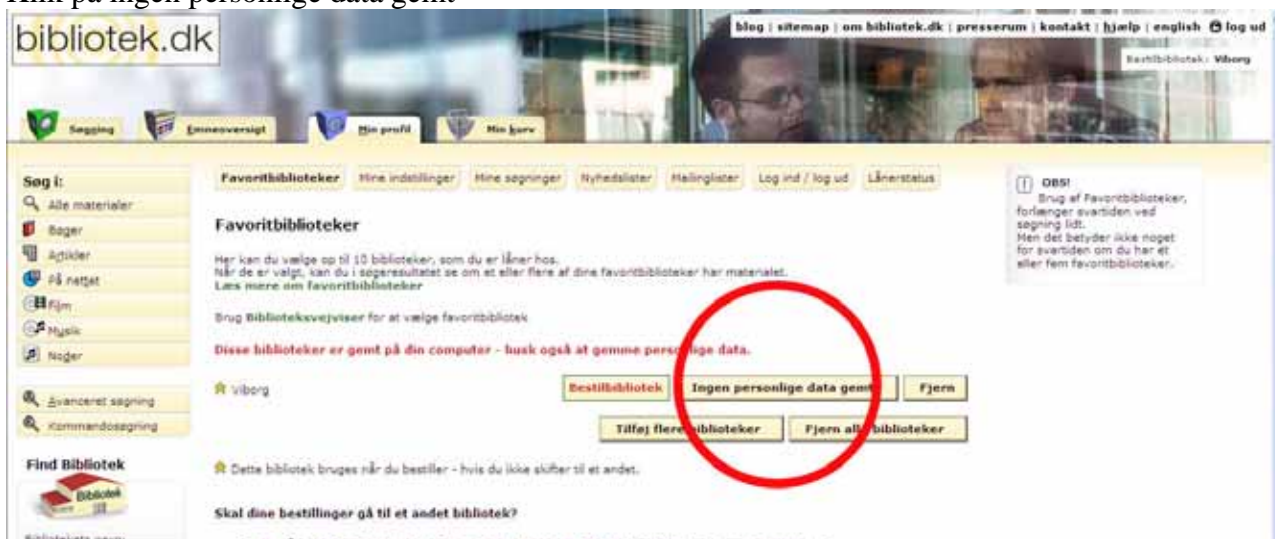 Klik på ingen personlige data gemt
bibliotek.dk
blog | sitemap | om bibliotek.dk | presserum | kontakt | hjælp | english log ud
Bestilbibliotek: Viborg
Søgning Emneoversigt Min profil Min kurv
Søg i:
Alle materialer
Bøger
Artikler
På nettet
Film
Musik
Noder
Avanceret søgning
Kommandosøgning
Find Bibliotek
Bibliotek
Favoritbiblioteker Mine indstillinger Mine søgninger Nyhedslister Mailinglister Log ind / log ud Lånerstatus
Favoritbiblioteker
Her kan du vælge op til 10 biblioteker, som du er låner hos.
Når de er valgt, kan du i søgeresultatet se om et eller flere af dine favoritbiblioteker har materialet.
Læs mere om favoritbiblioteker
Brug Biblioteksvejviser for at vælge favoritbibliotek
Disse biblioteker er gemt på din computer - husk også at gemme personlige data.
Viborg Bestilbibliotek Ingen personlige data gemt Fjern
Tilføj flere biblioteker Fjern alle biblioteker
Dette bibliotek bruges når du bestiller - hvis du ikke skifter til et andet.
Skal dine bestillinger gå til et andet bibliotek?
OBS!
Brug af Favoritbiblioteker,
forlænger svartiden ved
søgning lidt.
Men det betyder ikke noget
for svartiden om du har ét
eller fem favoritbiblioteker.